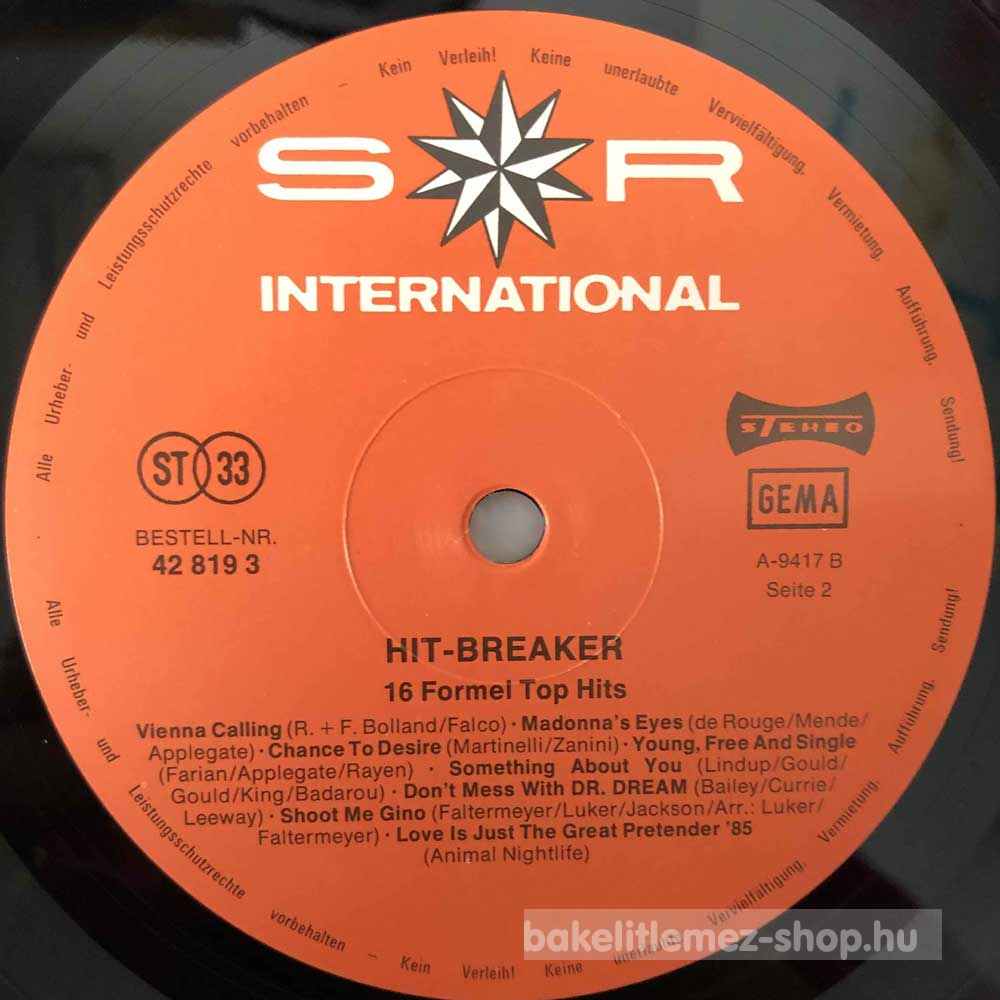 Alle Urheber- und Leistungsschutzrechte vorbehalten - Kein Verleih! Keine unerlaubte Vervielfältigung, Vermietung, Aufführung, Sendung!
S R
INTERNATIONAL
ST 33
STEREO
GEMA
BESTELL-NR.
42 819 3
A-9417 B
Seite 2
HIT-BREAKER
16 Formel Top Hits
Vienna Calling (R. + F. Bolland/Falco) · Madonna's Eyes (de Rouge/Mende/
Applegate) · Chance To Desire (Martinelli/Zanini) · Young, Free And Single
(Farian/Applegate/Rayen) · Something About You (Lindup/Gould/
Gould/King/Badarou) · Don't Mess With DR. DREAM (Bailey/Currie/
Leeway) · Shoot Me Gino (Faltermeyer/Luker/Jackson/Arr.: Luker/
Faltermeyer) · Love Is Just The Great Pretender '85
(Animal Nightlife)
Alle Urheber- und Leistungsschutzrechte vorbehalten – Kein Verleih! Keine unerlaubte Vervielfältigung, Vermietung, Aufführung, Sendung!
bakelitlemez-shop.hu